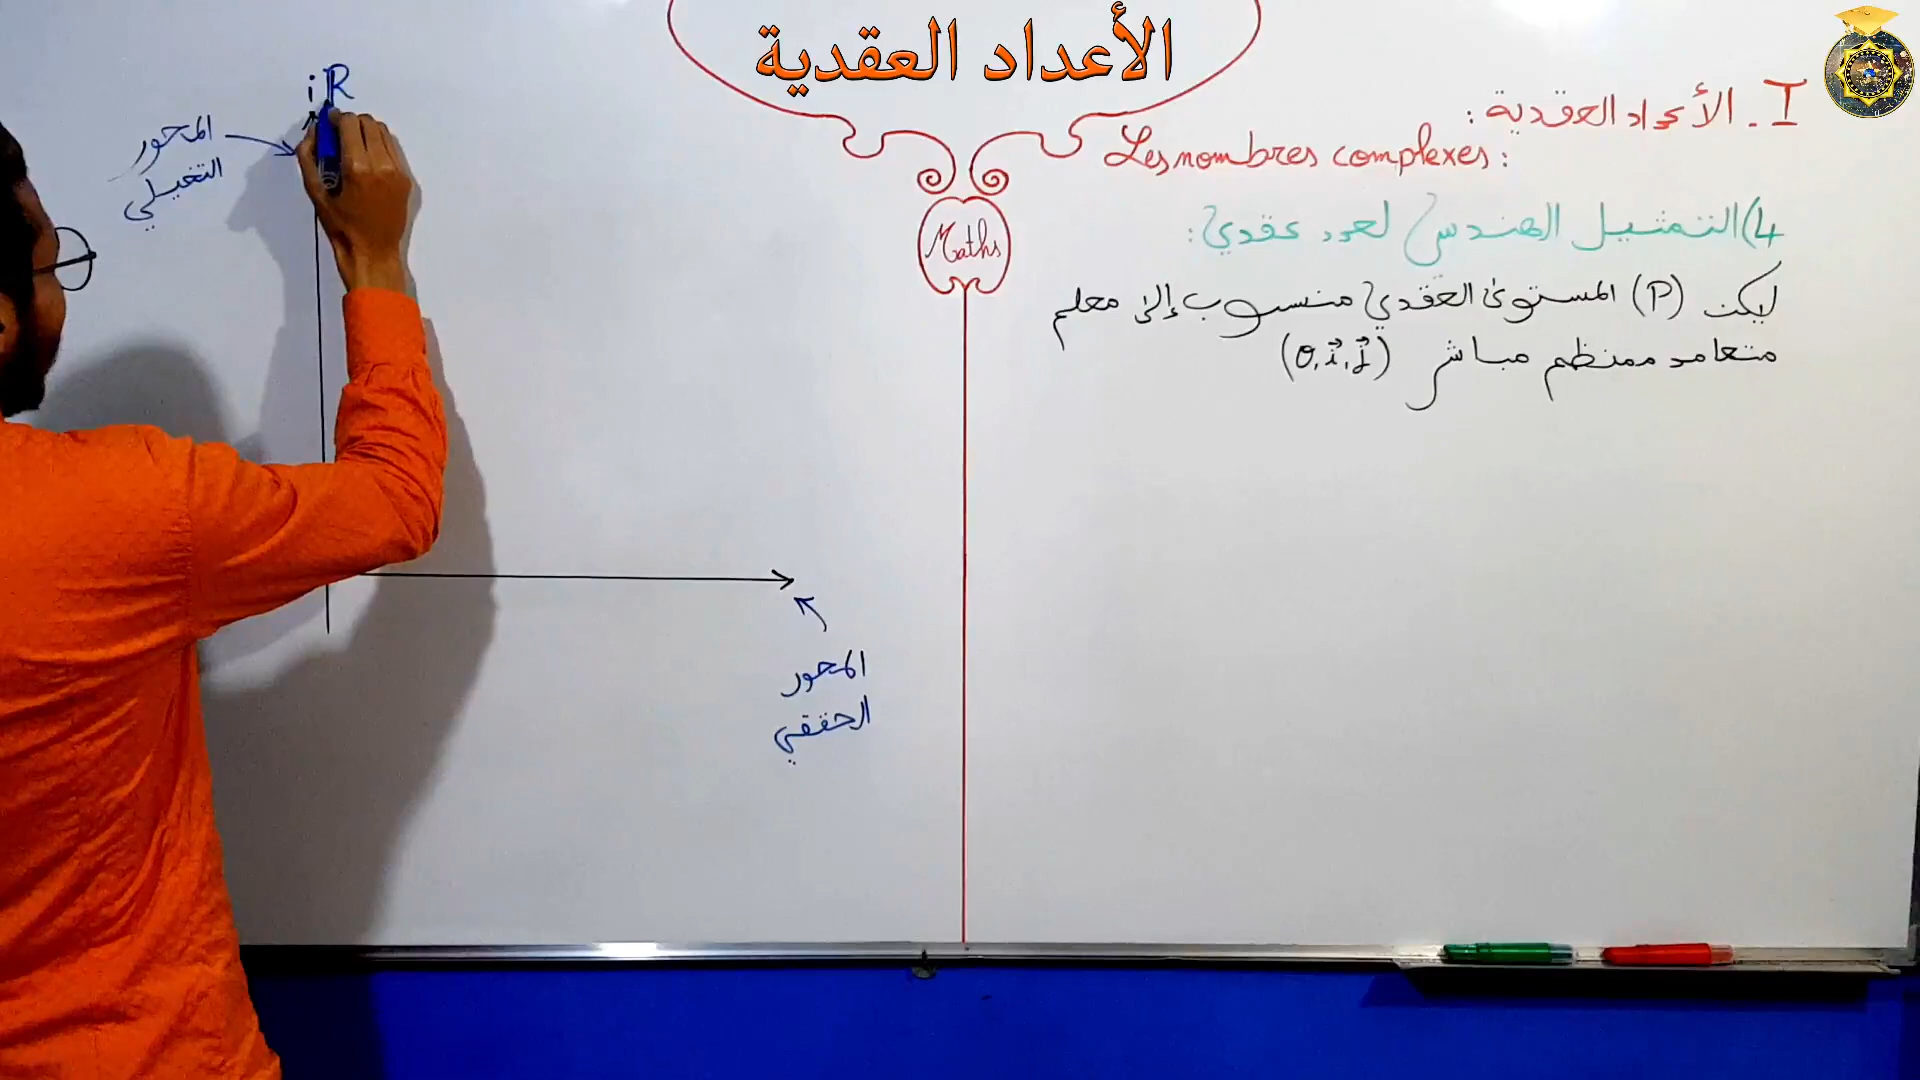 الأعداد العقدية
I. الأعداد العقدية:
Les nombres complexes:
4) التمثيل الهندسي لعدد عقدي:
ليكن (P) المستوى العقدي منسوب إلى معلم
متعامد ممنظم مباشر (o, i⃗, j⃗)
Maths
iR
المحور
التخيلي
المحور
الحقيقي